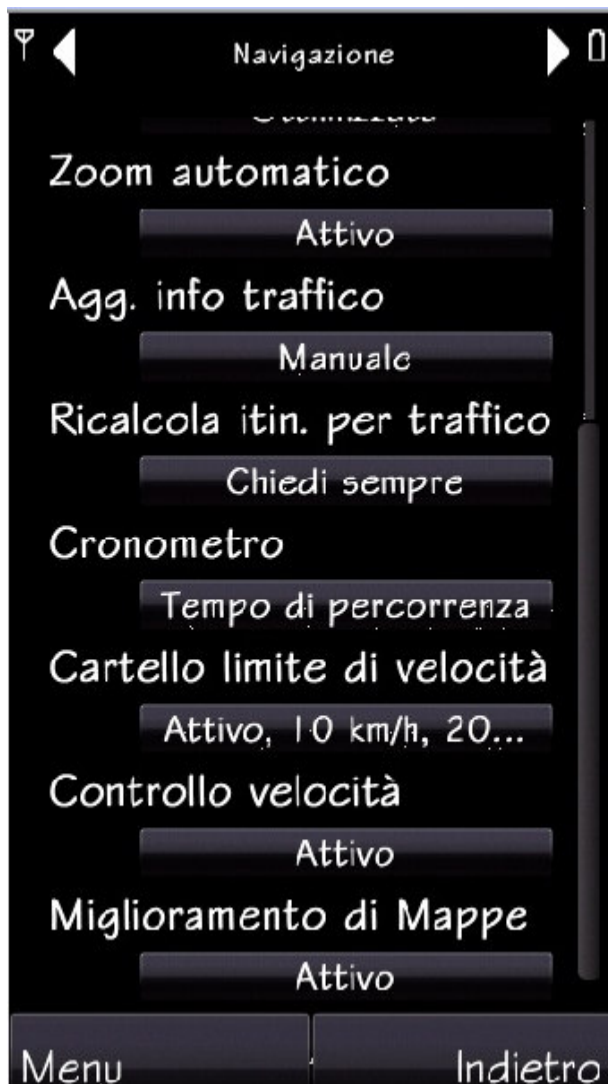 Navigazione
Zoom automatico
Attivo
Agg. info traffico
Manuale
Ricalcola itin. per traffico
Chiedi sempre
Cronometro
Tempo di percorrenza
Cartello limite di velocità
Attivo, 10 km/h, 20...
Controllo velocità
Attivo
Miglioramento di Mappe
Attivo
Menu
Indietro